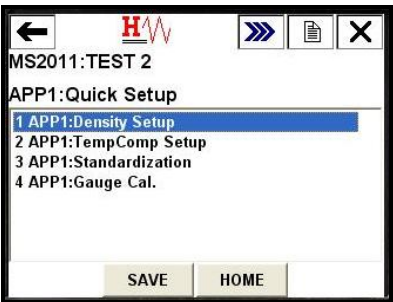 H
MS2011:TEST 2
APP1:Quick Setup
1 APP1:Density Setup
2 APP1:TempComp Setup
3 APP1:Standardization
4 APP1:Gauge Cal.
SAVE HOME